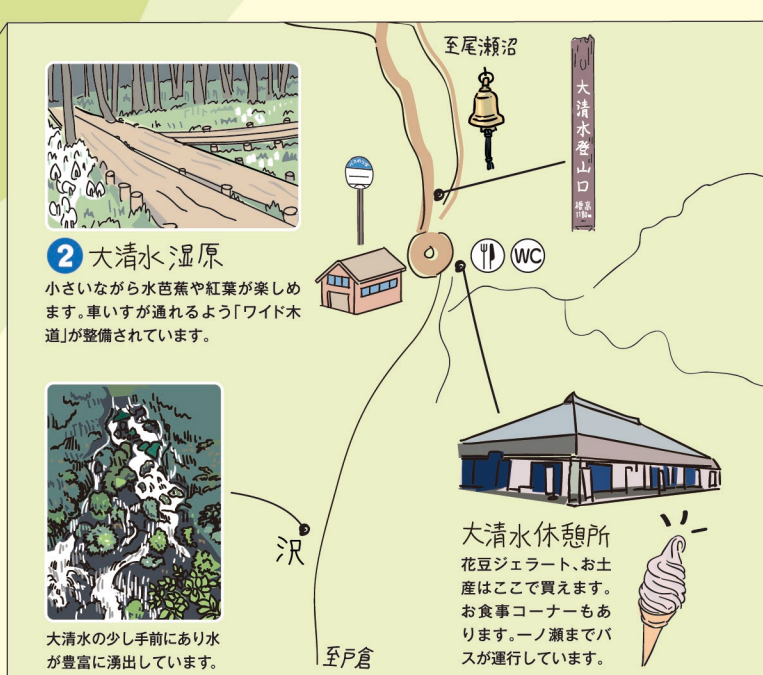 至尾瀬沼
大清水登山口
❷ 大清水湿原
小さいながら水芭蕉や紅葉が楽しめ
ます。車いすが通れるよう「ワイド木
道」が整備されています。
WC
沢
大清水の少し手前にあり水
が豊富に湧出しています。
至戸倉
大清水休憩所
花豆ジェラート、お土
産はここで買えます。
お食事コーナーもあ
ります。一ノ瀬までバ
スが運行しています。